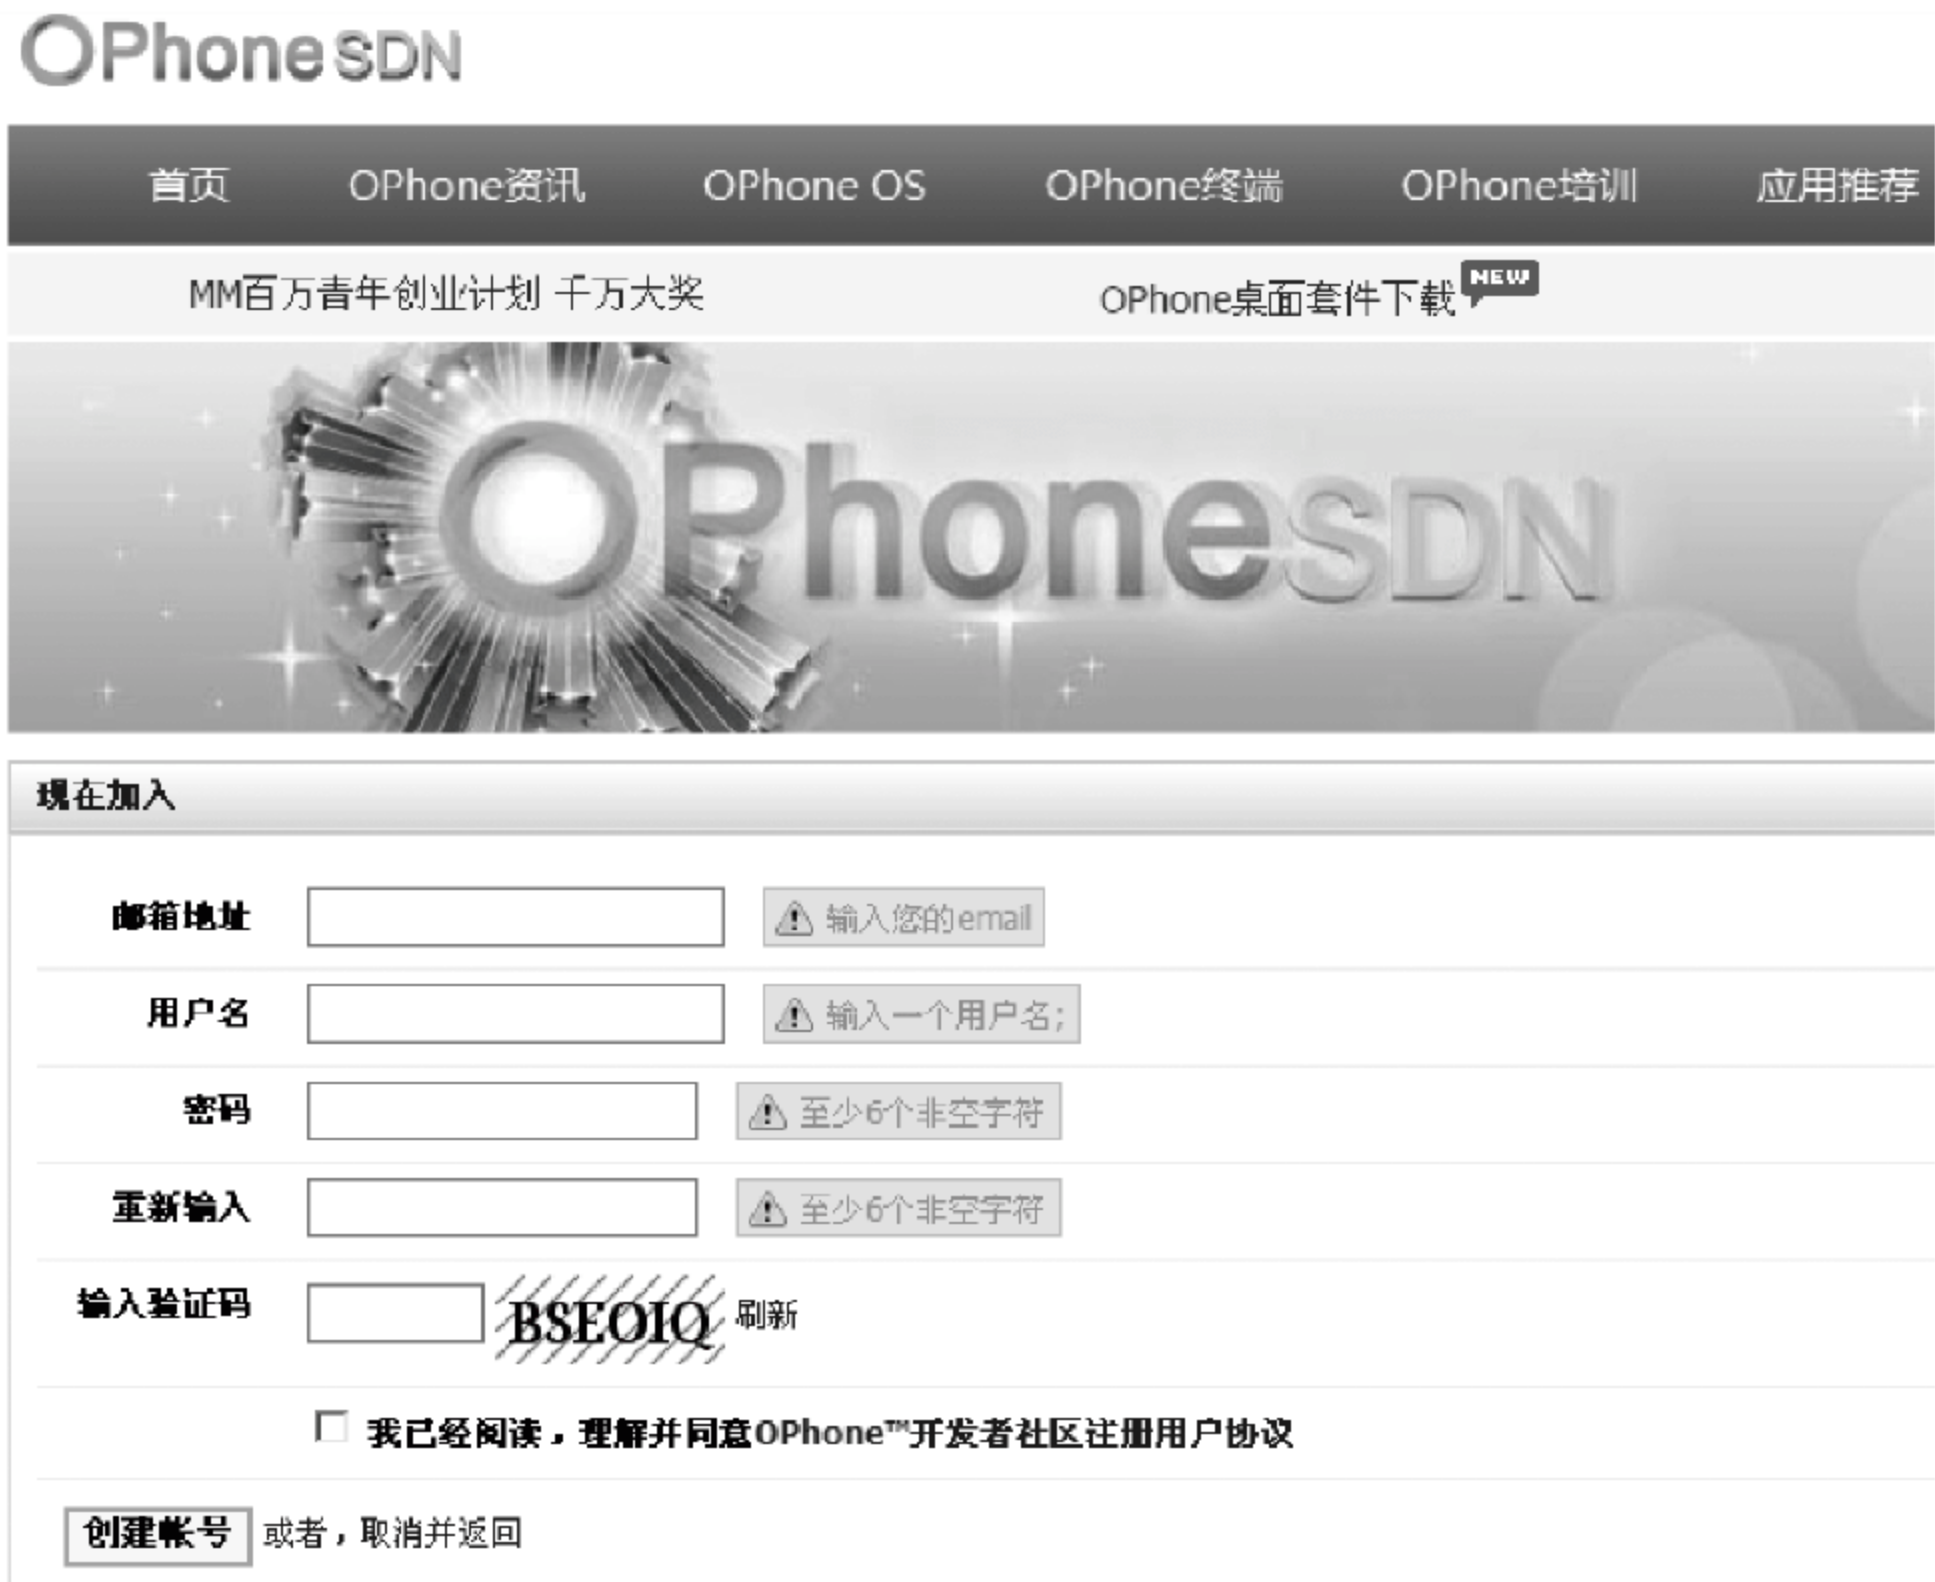 OPhone SDN
首页 OPhone资讯 OPhone OS OPhone终端 OPhone培训 应用推荐
MM百万青年创业计划 千万大奖 OPhone桌面套件下载 NEW
OPhone SDN
现在加入
邮箱地址 输入您的email
用户名 输入一个用户名;
密码 至少6个非空字符
重新输入 至少6个非空字符
输入验证码 BSEOIQ 刷新
我已经阅读，理解并同意OPhone™开发者社区注册用户协议
创建帐号 或者，取消并返回